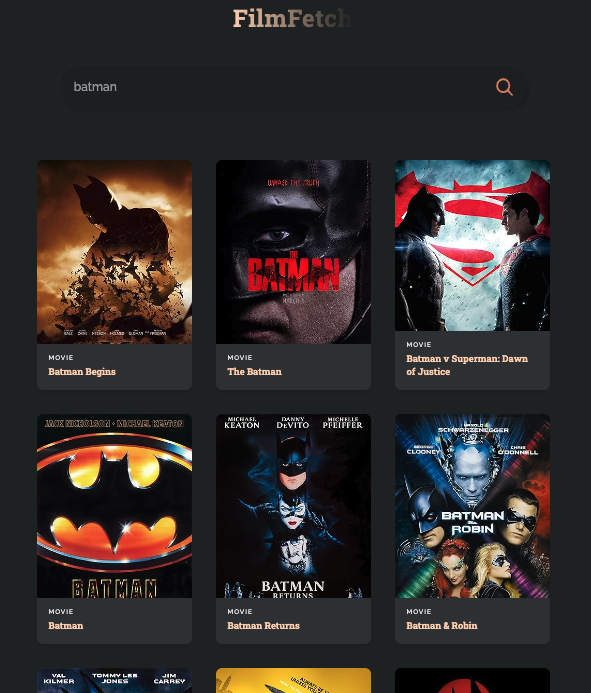 FilmFetch
batman
UNMASK THE TRUTH
THE
BATMAN
MOVIE
Batman Begins
MOVIE
The Batman
MOVIE
Batman v Superman: Dawn
of Justice
JACK NICHOLSON · MICHAEL KEATON
BATMAN
MICHAEL
KEATON
DANNY
DEVITO
MICHELLE
PFEIFFER
BATMAN
RETURNS
ARNOLD
SCHWARZENEGGER
GEORGE
CLOONEY
CHRIS
O'DONNELL
BATMAN
ROBIN
MOVIE
Batman
MOVIE
Batman Returns
MOVIE
Batman & Robin
VAL
KILMER
TOMMY LEE
JONES
JIM
CARREY